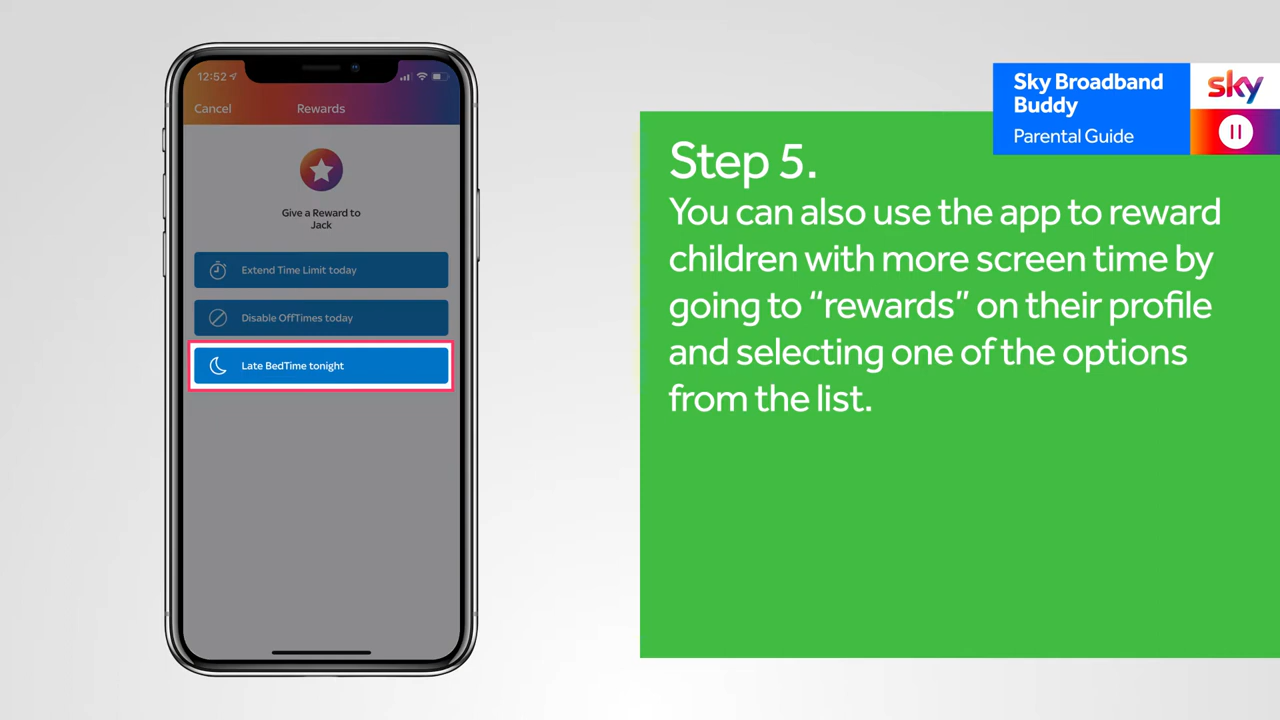 12:52
Cancel
Rewards
Give a Reward to
Jack
Extend Time Limit today
Disable OffTimes today
Late BedTime tonight
Sky Broadband
Buddy
Parental Guide
sky
Step 5.
You can also use the app to reward
children with more screen time by
going to “rewards” on their profile
and selecting one of the options
from the list.